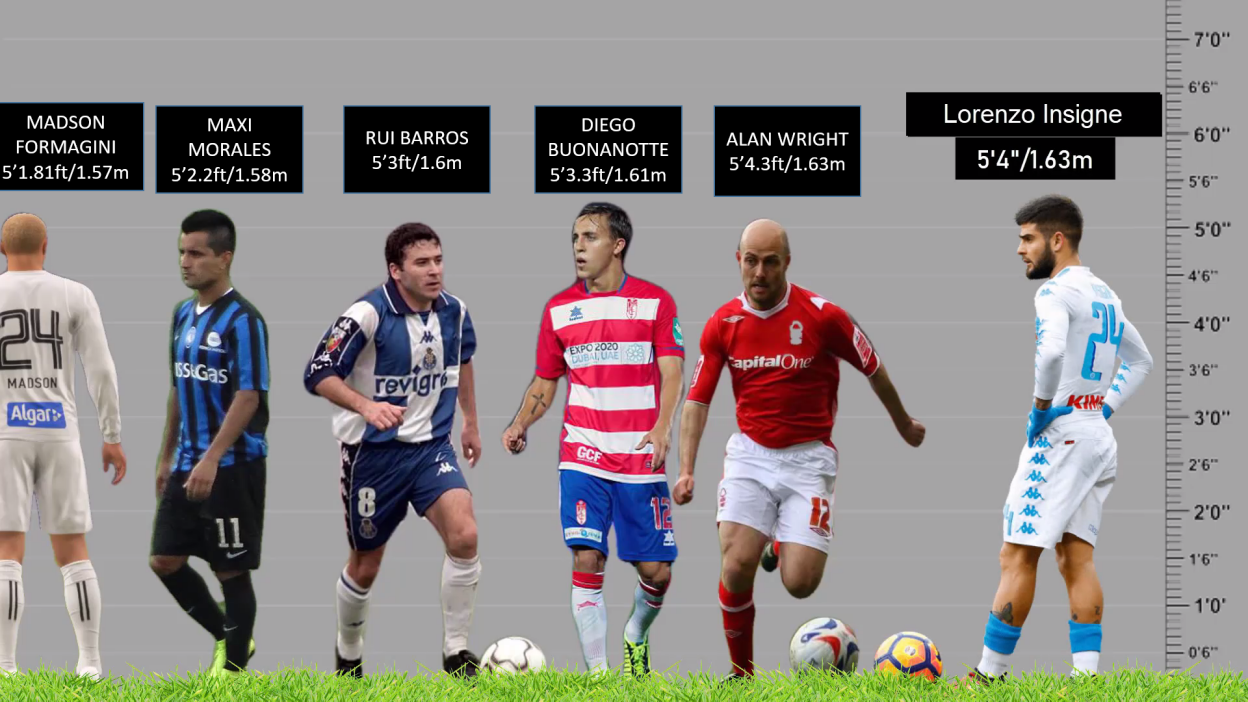 MADSON
FORMAGINI
5’1.81ft/1.57m
MAXI
MORALES
5’2.2ft/1.58m
RUI BARROS
5’3ft/1.6m
DIEGO
BUONANOTTE
5’3.3ft/1.61m
ALAN WRIGHT
5’4.3ft/1.63m
Lorenzo Insigne
5'4"/1.63m
7'0''
6'6''
6'0''
5'6''
5'0''
4'6''
4'0''
3'6''
3'0''
2'6''
2'0''
1'6''
1'0'
0'6''
24
MADSON
Algar
11
revigr
8
EXPO 2020
DUBAI, UAE
GCF
12
CapitalOne
12
24